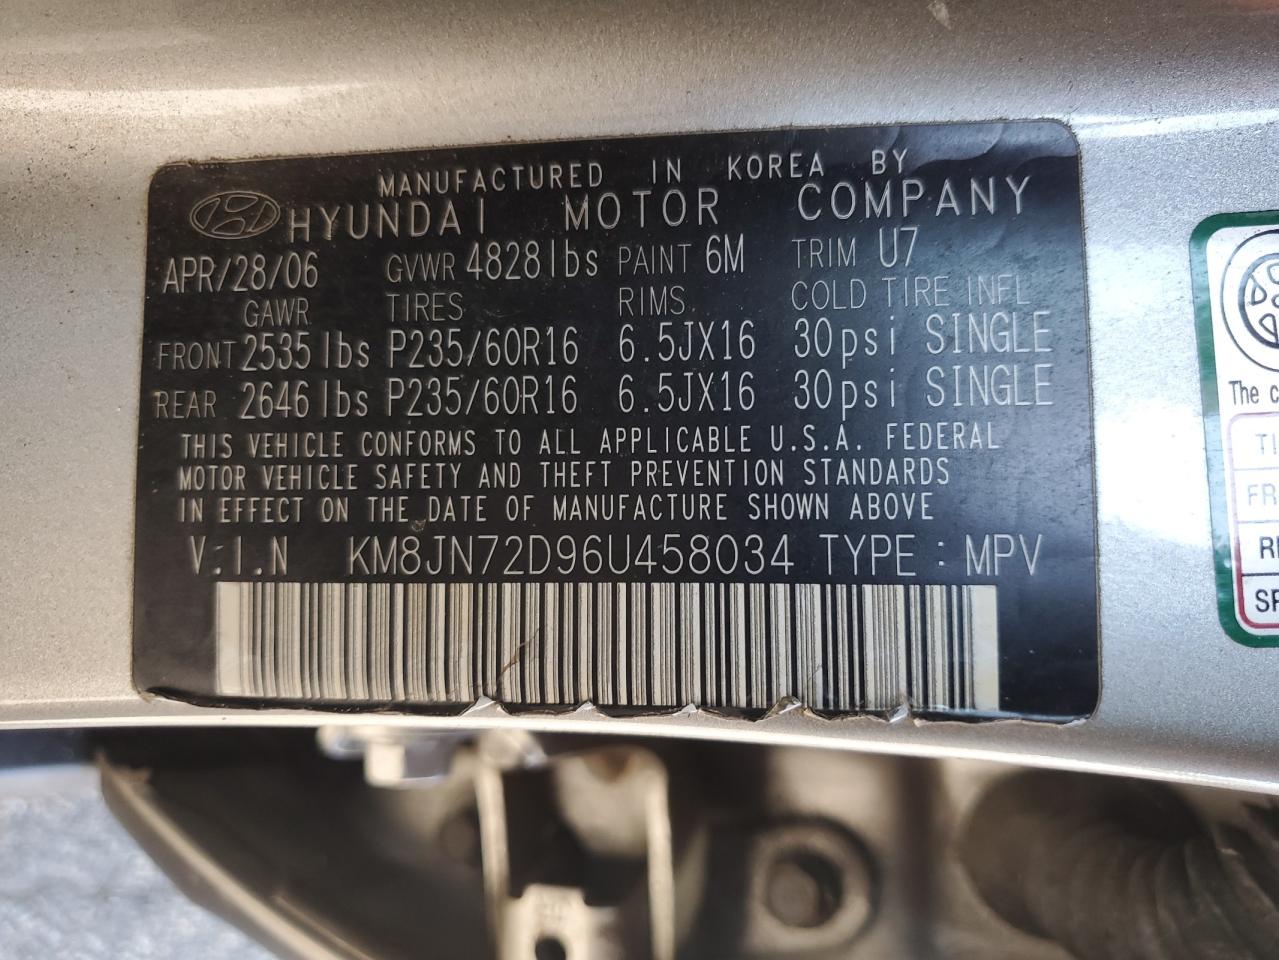 MANUFACTURED IN KOREA BY
HYUNDAI MOTOR COMPANY
APR/28/06 GVWR 4828lbs PAINT 6M TRIM U7
GAWR TIRES RIMS COLD TIRE INFL
FRONT 2535lbs P235/60R16 6.5JX16 30psi SINGLE
REAR 2646lbs P235/60R16 6.5JX16 30psi SINGLE
THIS VEHICLE CONFORMS TO ALL APPLICABLE U.S.A. FEDERAL
MOTOR VEHICLE SAFETY AND THEFT PREVENTION STANDARDS
IN EFFECT ON THE DATE OF MANUFACTURE SHOWN ABOVE
V.I.N KM8JN72D96U458034 TYPE : MPV
The